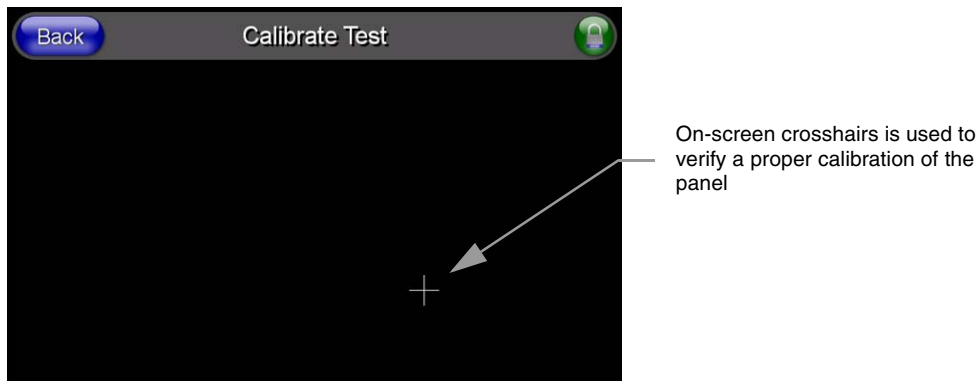 Back
Calibrate Test
On-screen crosshairs is used to
verify a proper calibration of the
panel